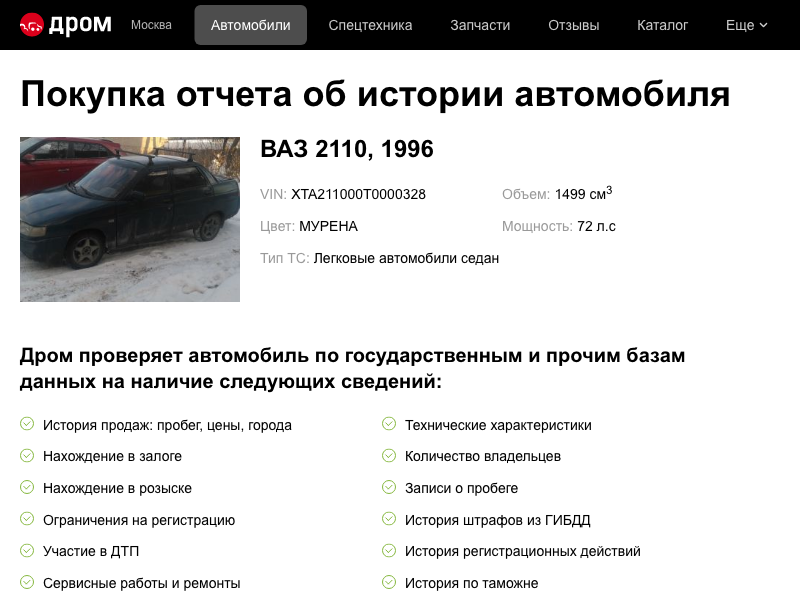 дром Москва Автомобили Спецтехника Запчасти Отзывы Каталог Еще
Покупка отчета об истории автомобиля
ВАЗ 2110, 1996
VIN: XTA211000T0000328 Объем: 1499 см³
Цвет: МУРЕНА Мощность: 72 л.с
Тип ТС: Легковые автомобили седан
Дром проверяет автомобиль по государственным и прочим базам
данных на наличие следующих сведений:
История продаж: пробег, цены, города Технические характеристики
Нахождение в залоге Количество владельцев
Нахождение в розыске Записи о пробеге
Ограничения на регистрацию История штрафов из ГИБДД
Участие в ДТП История регистрационных действий
Сервисные работы и ремонты История по таможне